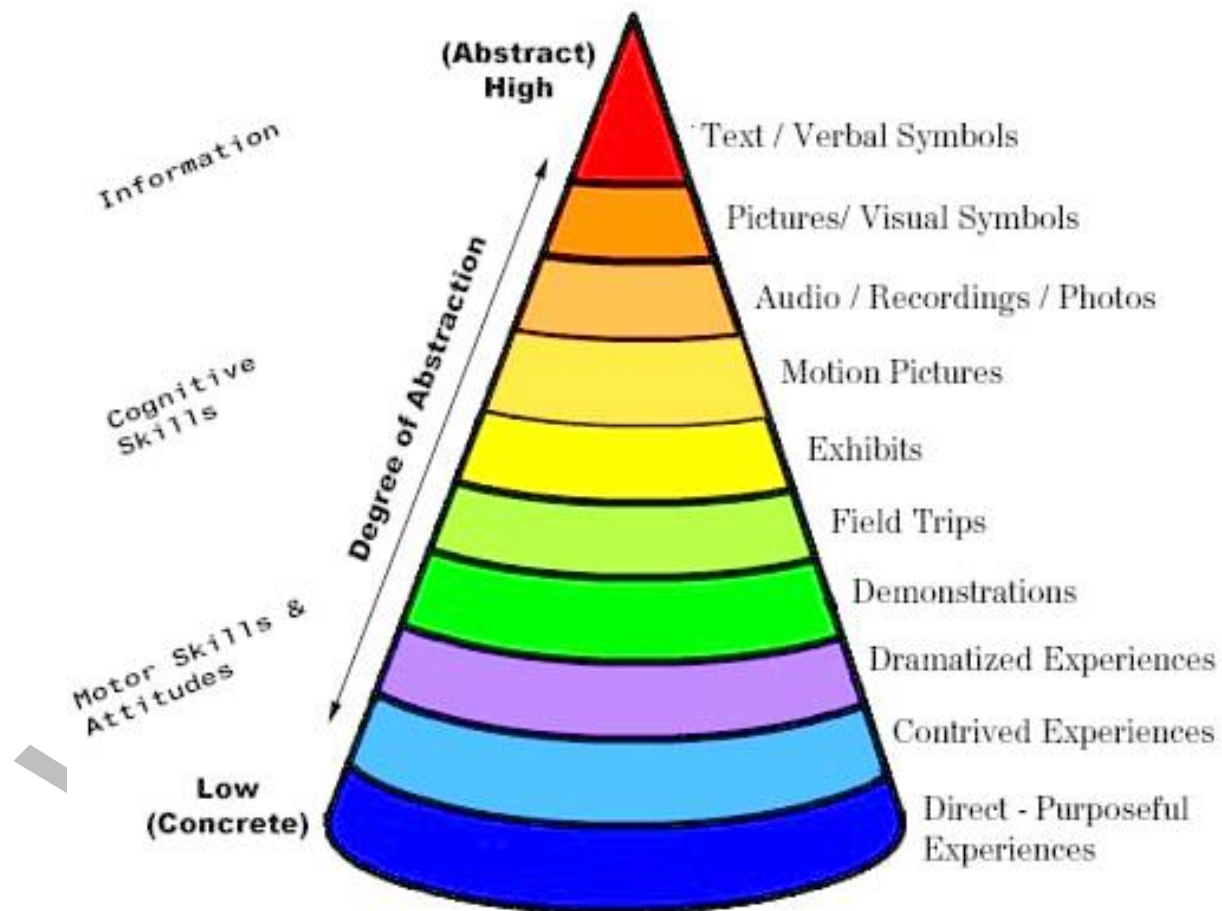 (Abstract)
High
Information
Text / Verbal Symbols
Pictures/ Visual Symbols
Audio / Recordings / Photos
Degree of Abstraction
Motion Pictures
Cognitive
Skills
Exhibits
Field Trips
Demonstrations
Motor Skills &
Attitudes
Dramatized Experiences
Contrived Experiences
Low
(Concrete)
Direct - Purposeful
Experiences